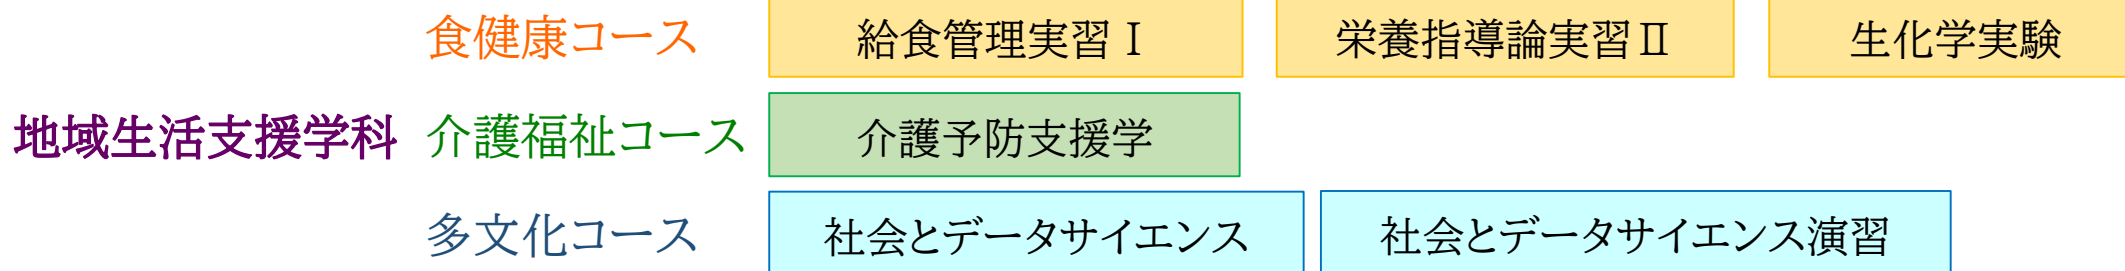 食健康コース 給食管理実習Ⅰ 栄養指導論実習Ⅱ 生化学実験
地域生活支援学科 介護福祉コース 介護予防支援学
多文化コース 社会とデータサイエンス 社会とデータサイエンス演習